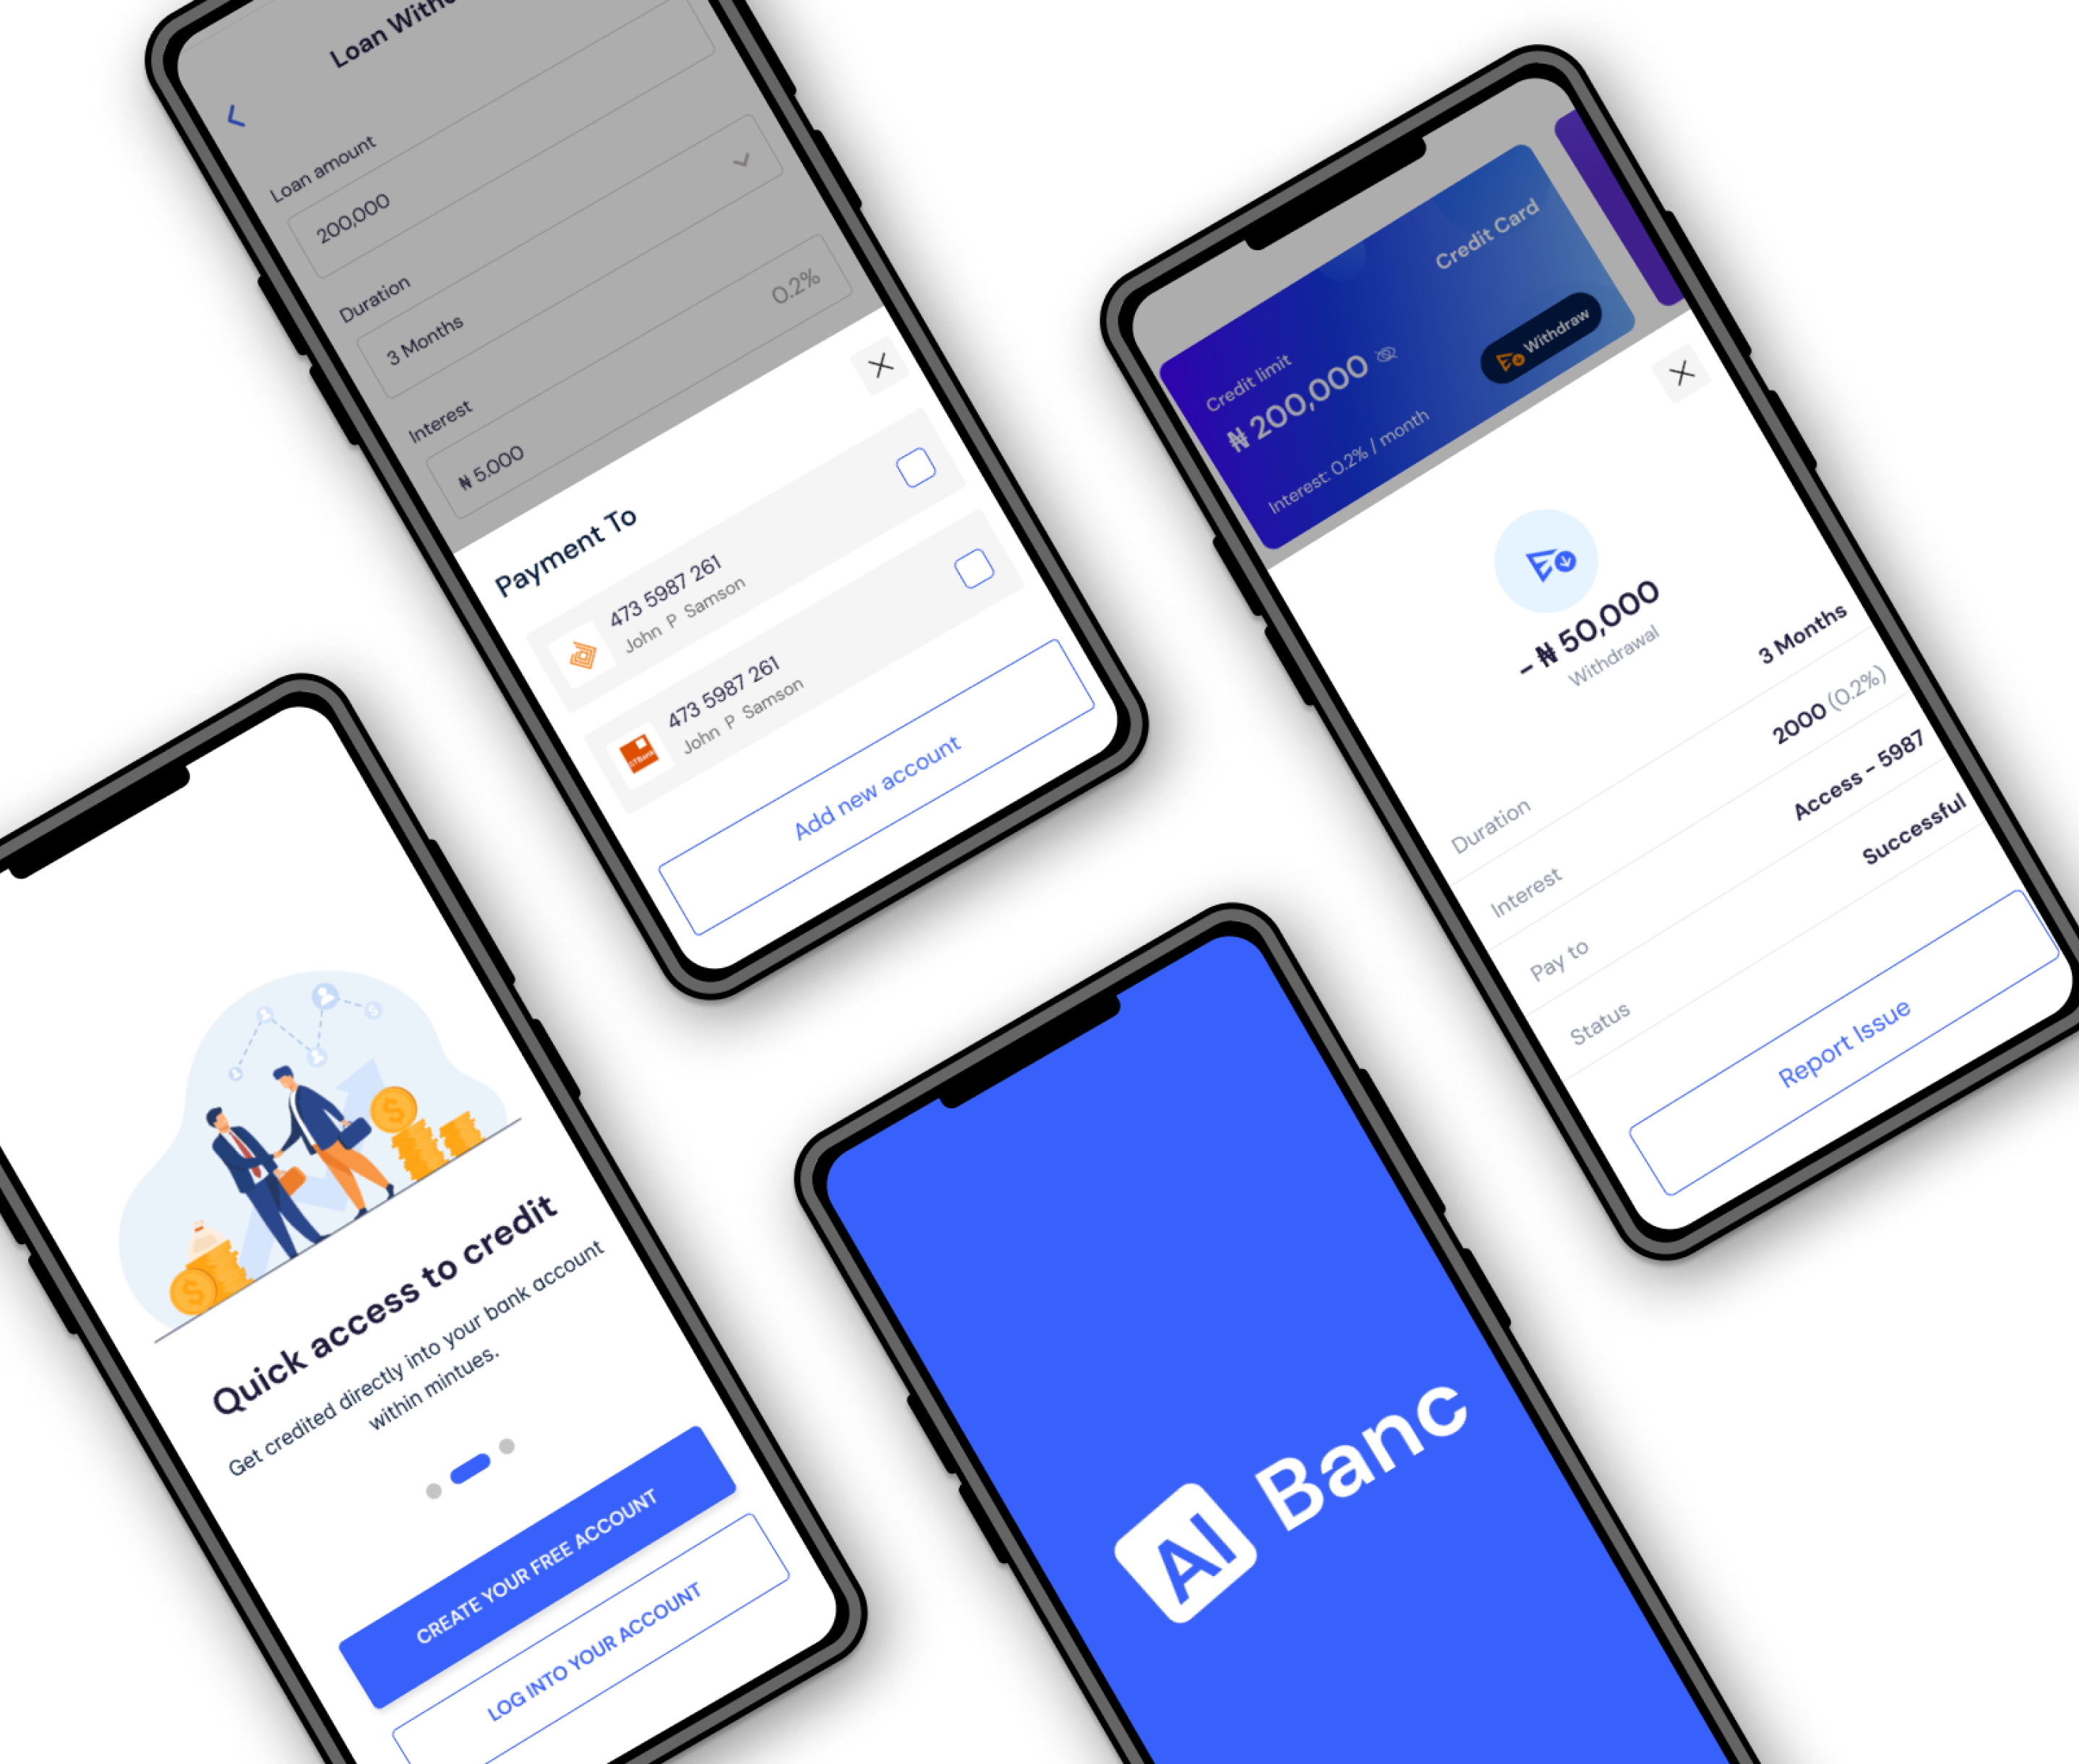 Loan
Loan amount
200,000
Duration
3 Months
Interest
₦ 5.000
0.2%
Payment To
473 5987 261
John P Samson
473 5987 261
John P Samson
GTBank
Add new account
Credit Card
Credit limit
₦ 200,000
Withdraw
Interest: 0.2% / month
– ₦ 50,000
Withdrawal
Duration 3 Months
Interest 2000 (0.2%)
Pay to Access – 5987
Status Successful
Report Issue
Quick access to credit
Get credited directly into your bank account
within mintues.
CREATE YOUR FREE ACCOUNT
LOG INTO YOUR ACCOUNT
AI Banc